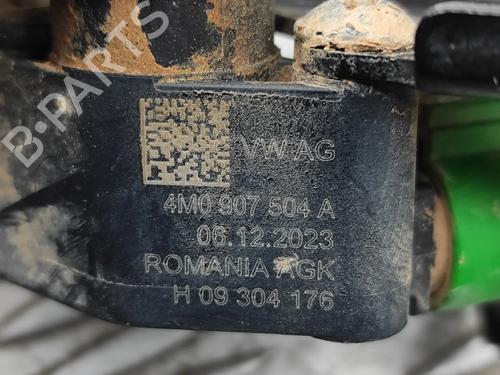 B-PARTS
VW AG
4M0 907 504 A
06.12.2023
ROMANIA AGK
H 09 304 176